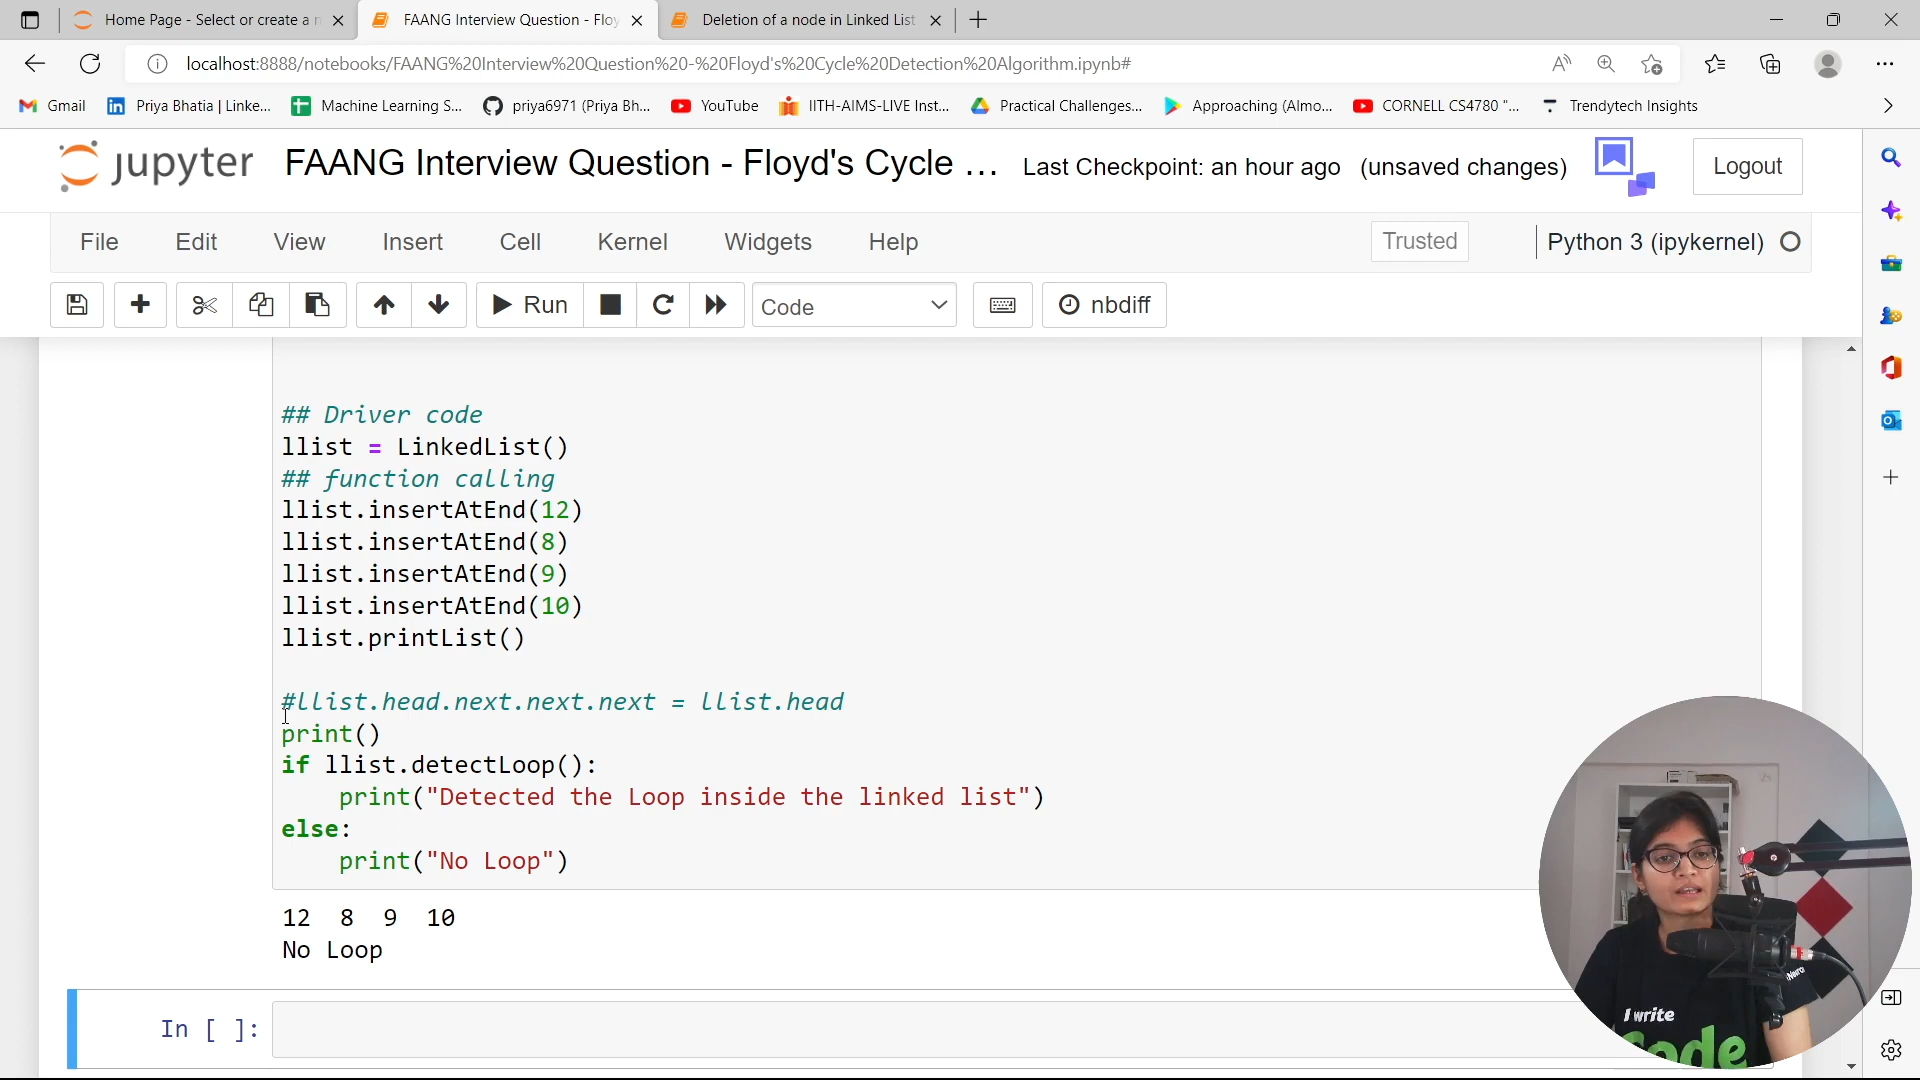 Home Page - Select or create a n
FAANG Interview Question - Floy
Deletion of a node in Linked List
localhost:8888/notebooks/FAANG%20Interview%20Question%20-%20Floyd's%20Cycle%20Detection%20Algorithm.ipynb#
Gmail
Priya Bhatia | Linke...
Machine Learning S...
priya6971 (Priya Bh...
YouTube
IITH-AIMS-LIVE Inst...
Practical Challenges...
Approaching (Almo...
CORNELL CS4780 "...
Trendytech Insights
jupyter
FAANG Interview Question - Floyd's Cycle ...
Last Checkpoint: an hour ago (unsaved changes)
Logout
File Edit View Insert Cell Kernel Widgets Help
Trusted
Python 3 (ipykernel)
Run
Code
nbdiff
## Driver code
llist = LinkedList()
## function calling
llist.insertAtEnd(12)
llist.insertAtEnd(8)
llist.insertAtEnd(9)
llist.insertAtEnd(10)
llist.printList()
#llist.head.next.next.next = llist.head
print()
if llist.detectLoop():
    print("Detected the Loop inside the linked list")
else:
    print("No Loop")
12 8 9 10
No Loop
In [ ]:
I write
Code